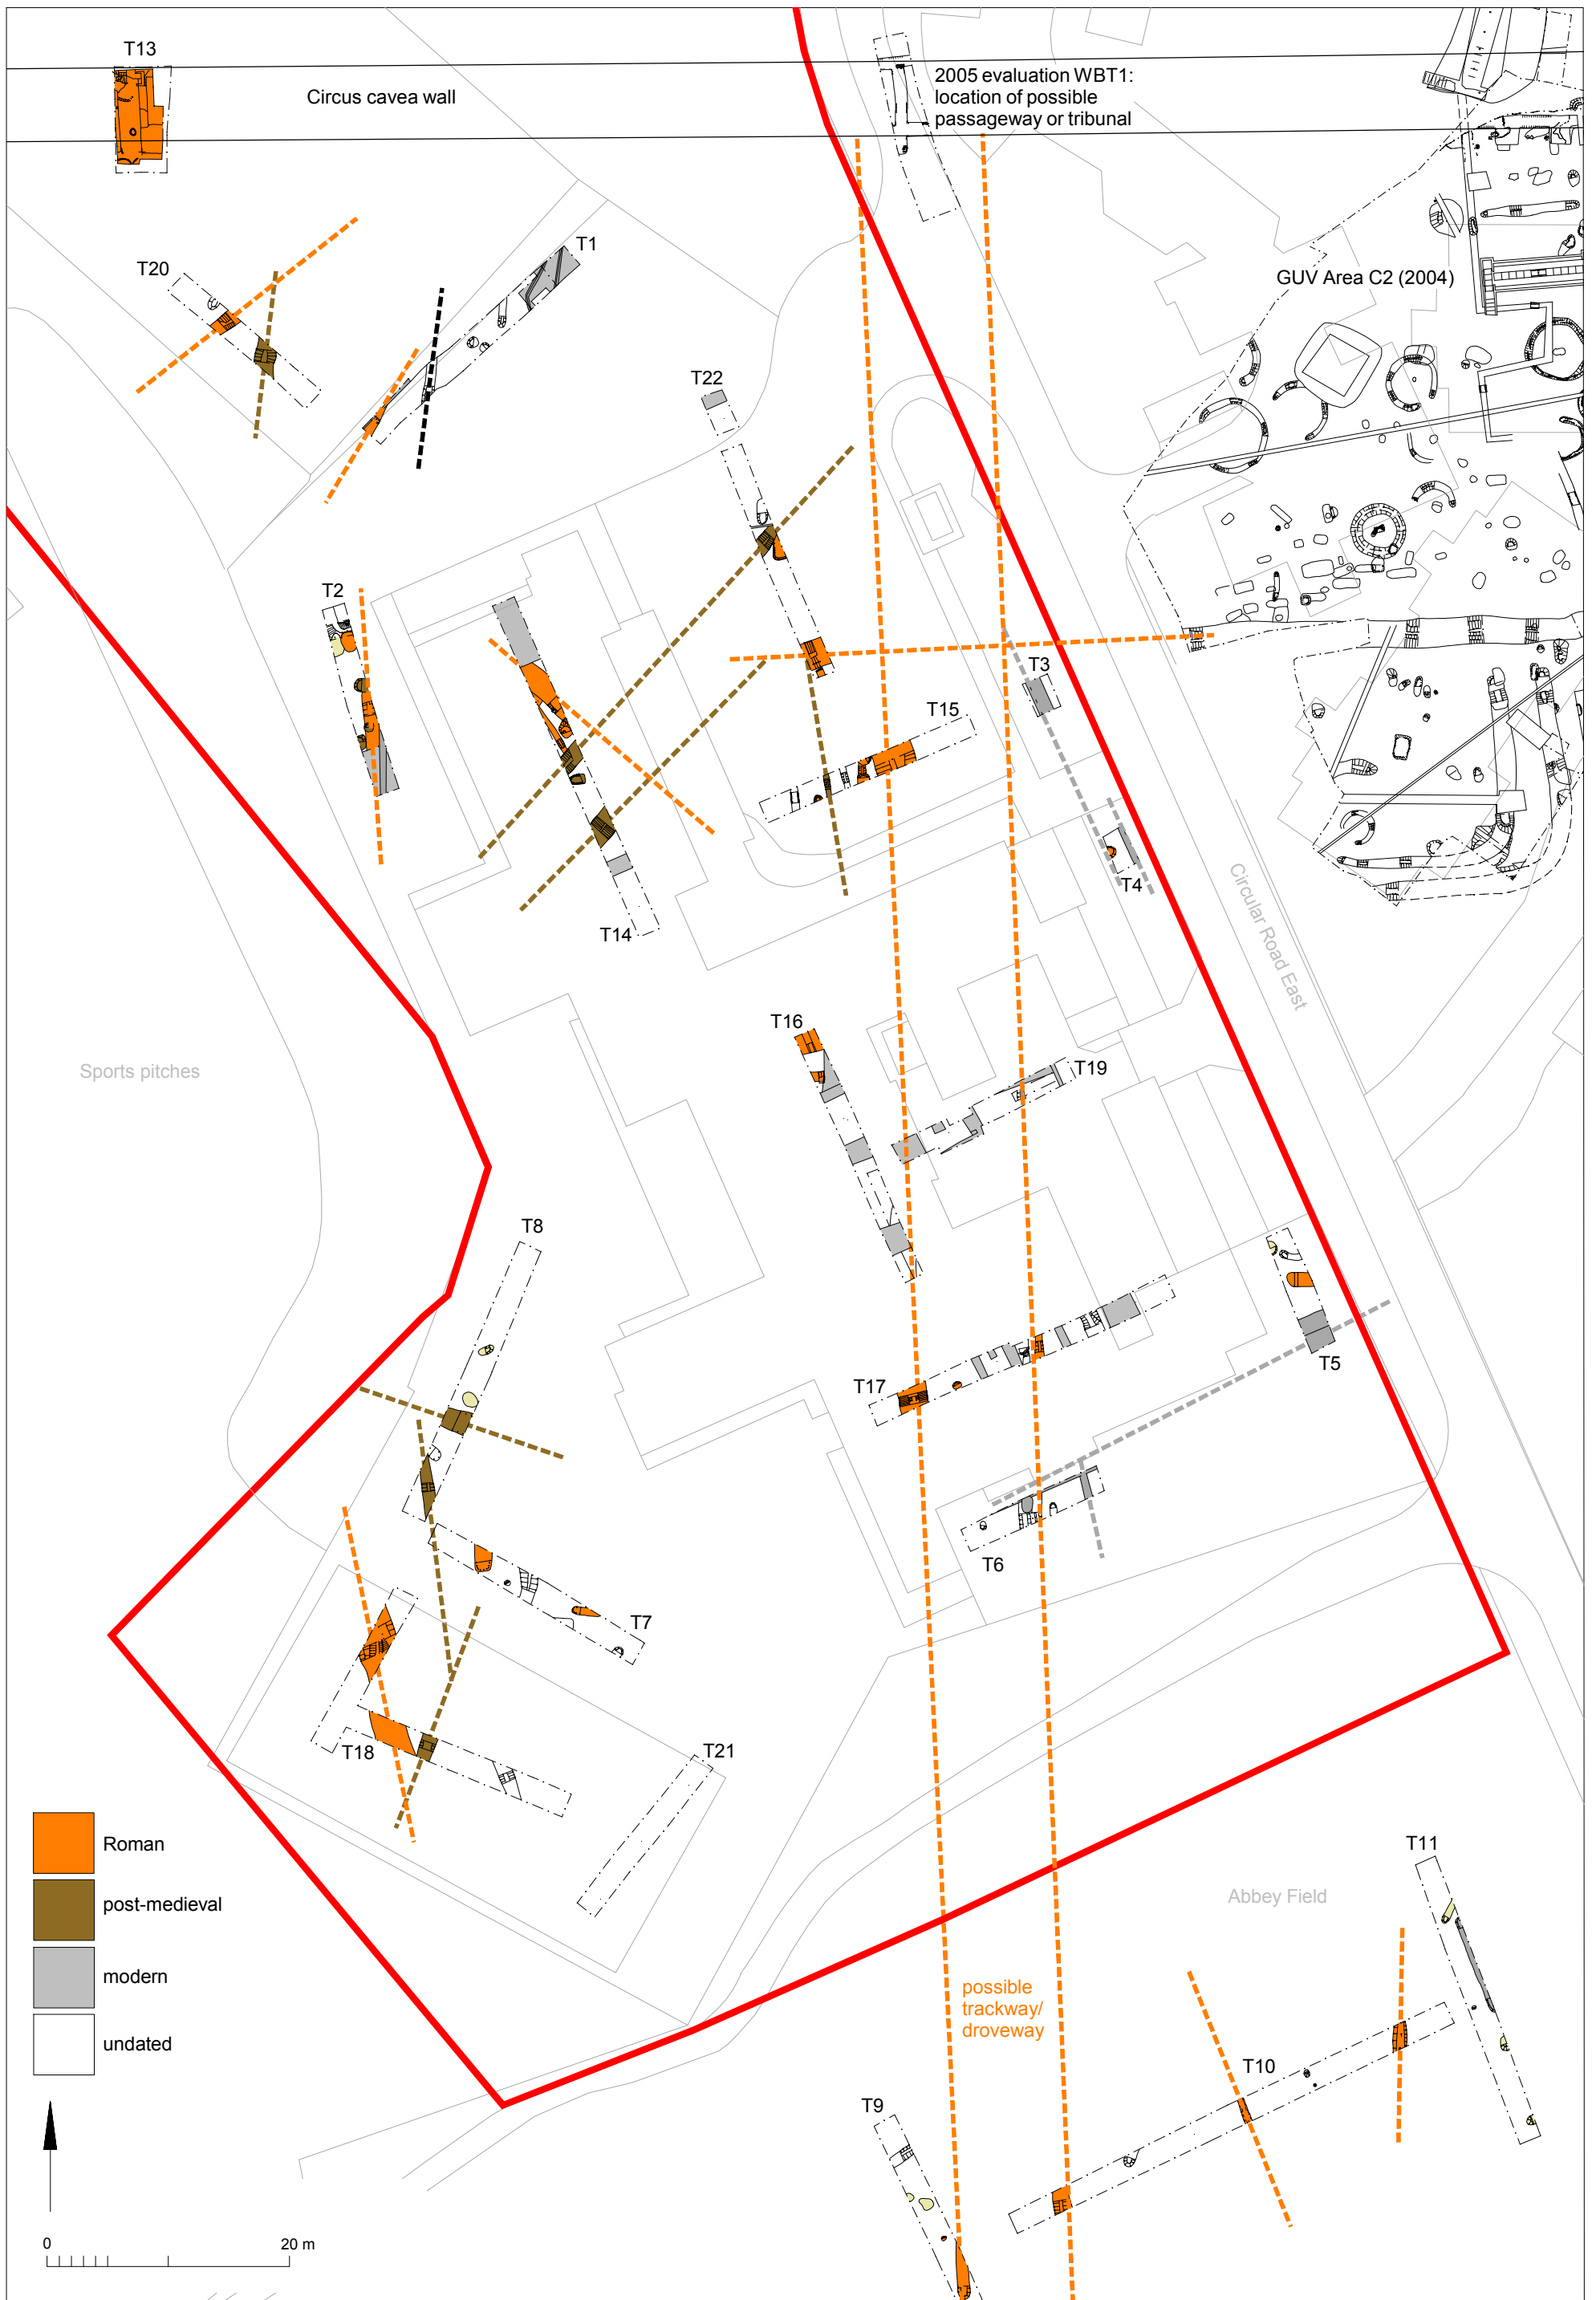 T13
Circus cavea wall
2005 evaluation WBT1:
location of possible
passageway or tribunal
T1
T20
GUV Area C2 (2004)
T22
T2
T3
T15
T4
T14
Circular Road East
T16
T19
Sports pitches
T8
T5
T17
T6
T7
T18
T21
Roman
post-medieval
modern
undated
T11
Abbey Field
possible
trackway/
droveway
T10
T9
0
20 m